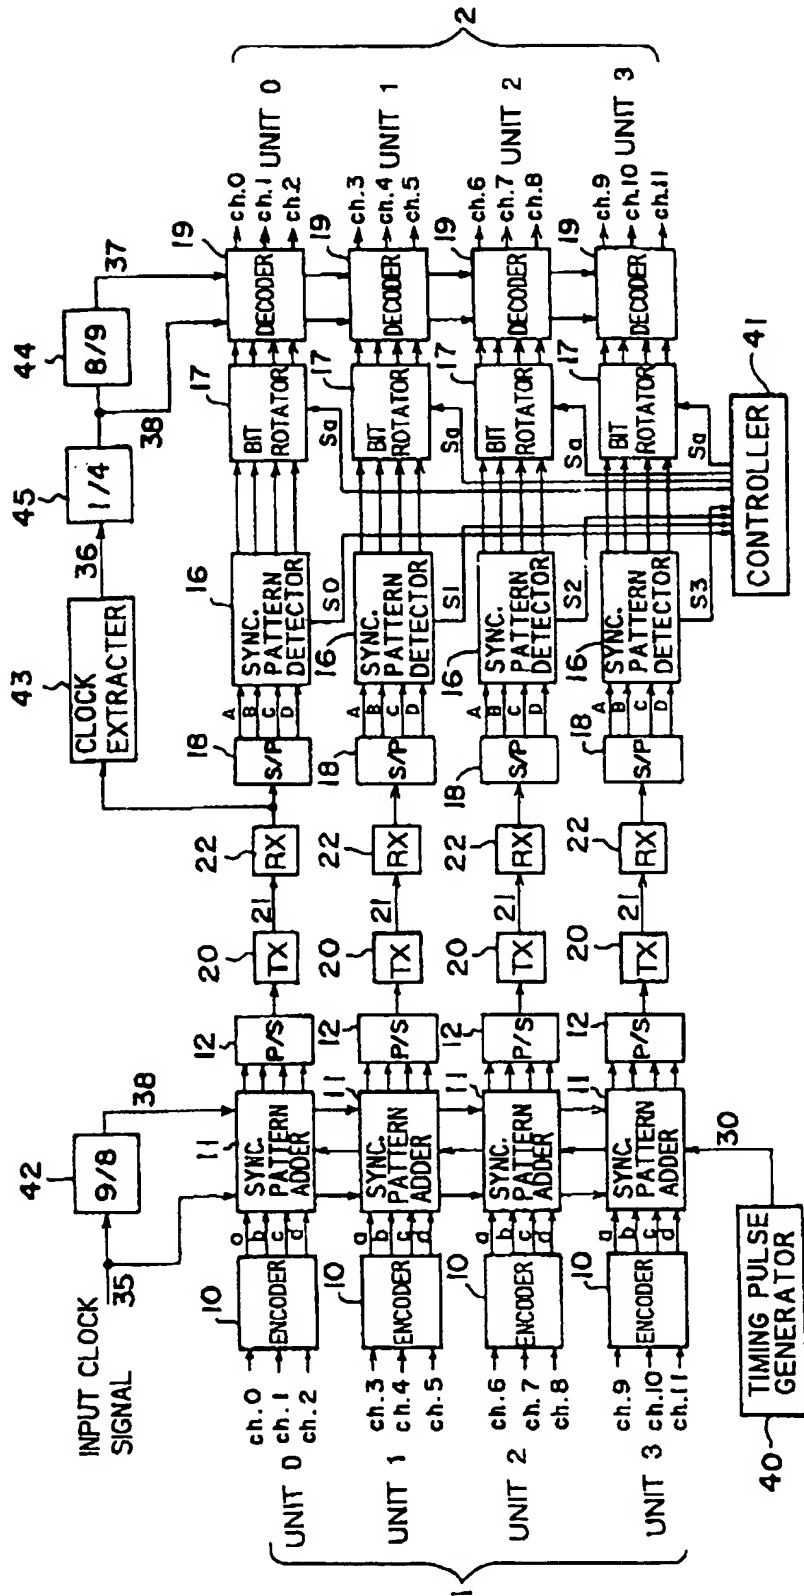 INPUT CLOCK
SIGNAL
35
42
9/8
38
43
CLOCK
EXTRACTER
36
45
1/4
38
44
8/9
37
1
UNIT 0
ch.0
ch.1
ch.2
10
ENCODER
a
b
c
d
11
SYNC.
PATTERN
ADDER
12
P/S
20
TX
21
22
RX
18
S/P
A
B
C
D
16
SYNC.
PATTERN
DETECTOR
S0
17
BIT
ROTATOR
Sa
19
DECODER
ch.0
ch.1
ch.2
UNIT 0
2
UNIT 1
ch.3
ch.4
ch.5
10
ENCODER
a
b
c
d
11
SYNC.
PATTERN
ADDER
12
P/S
20
TX
21
22
RX
18
S/P
A
B
C
D
16
SYNC.
PATTERN
DETECTOR
S1
17
BIT
ROTATOR
Sa
19
DECODER
ch.3
ch.4
ch.5
UNIT 1
UNIT 2
ch.6
ch.7
ch.8
10
ENCODER
a
b
c
d
11
SYNC.
PATTERN
ADDER
12
P/S
20
TX
21
22
RX
18
S/P
A
B
C
D
16
SYNC.
PATTERN
DETECTOR
S2
17
BIT
ROTATOR
Sa
19
DECODER
ch.6
ch.7
ch.8
UNIT 2
UNIT 3
ch.9
ch.10
ch.11
10
ENCODER
a
b
c
d
11
SYNC.
PATTERN
ADDER
12
P/S
20
TX
21
22
RX
18
S/P
A
B
C
D
16
SYNC.
PATTERN
DETECTOR
S3
17
BIT
ROTATOR
Sa
19
DECODER
ch.9
ch.10
ch.11
UNIT 3
40
TIMING PULSE
GENERATOR
30
CONTROLLER
41